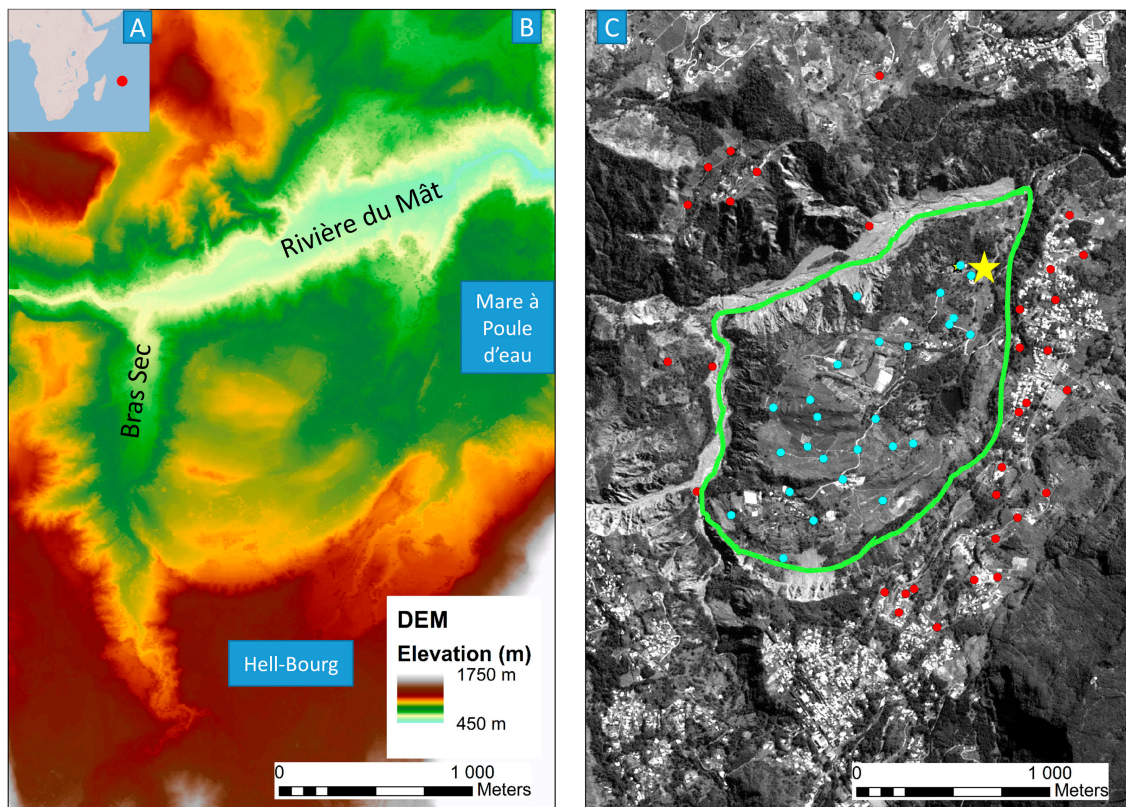 A
B
Rivière du Mât
Mare à
Poule
d’eau
Bras Sec
Hell-Bourg
DEM
Elevation (m)
1750 m
450 m
0 1 000
Meters
C
0 1 000
Meters